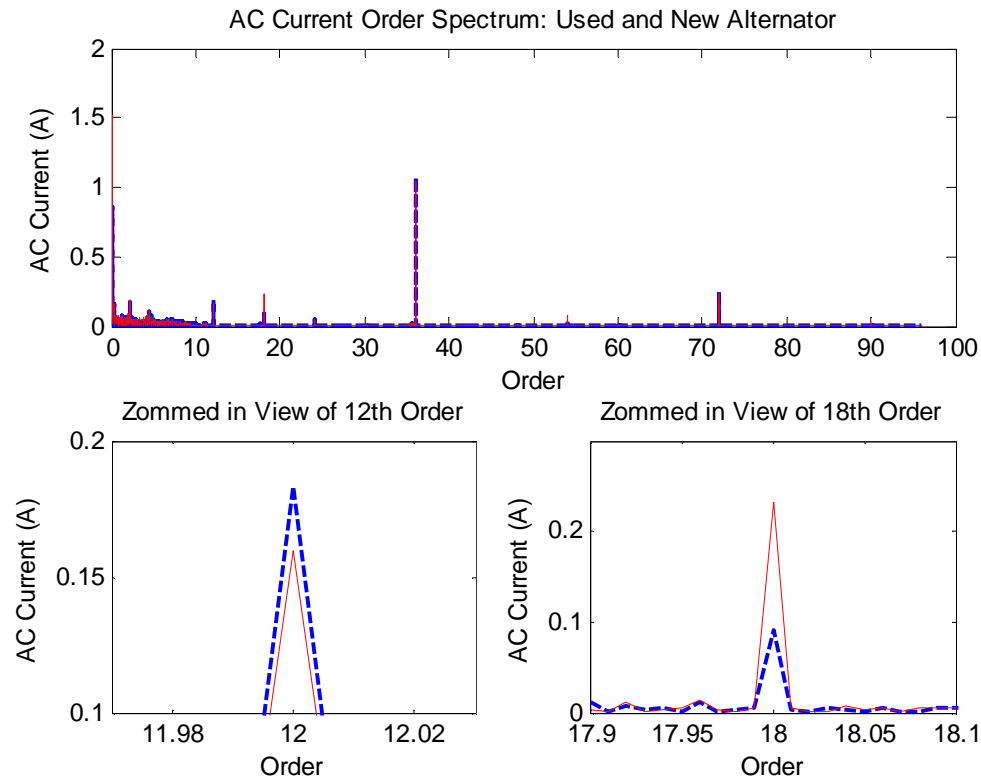 AC Current Order Spectrum: Used and New Alternator
2
1.5
1
0.5
0
AC Current (A)
0 10 20 30 40 50 60 70 80 90 100
Order
Zommed in View of 12th Order
0.2
0.15
0.1
AC Current (A)
11.98 12 12.02
Order
Zommed in View of 18th Order
0.2
0.1
0
AC Current (A)
17.9 17.95 18 18.05 18.1
Order